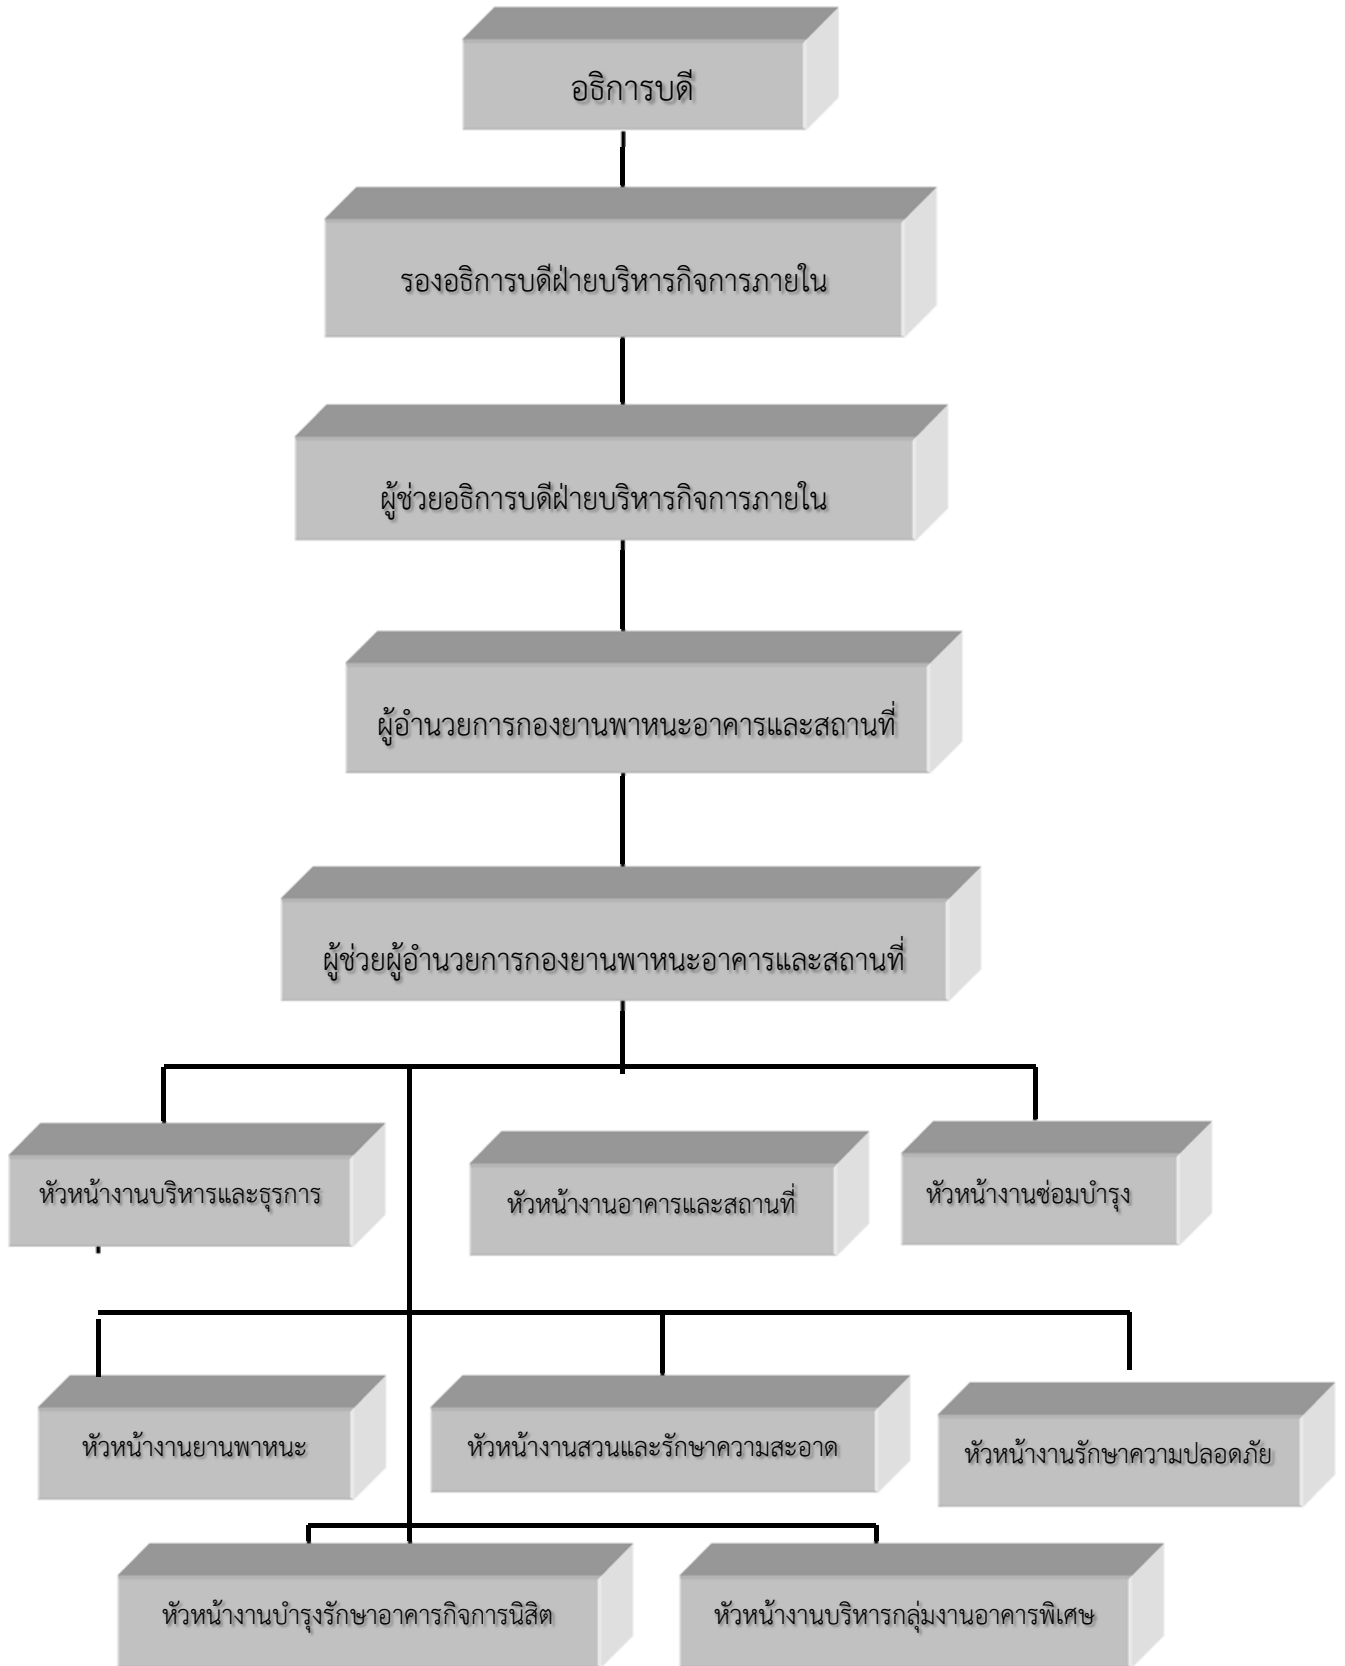 อธิการบดี
รองอธิการบดีฝ่ายบริหารกิจการภายใน
ผู้ช่วยอธิการบดีฝ่ายบริหารกิจการภายใน
ผู้อำนวยการกองยานพาหนะอาคารและสถานที่
ผู้ช่วยผู้อำนวยการกองยานพาหนะอาคารและสถานที่
หัวหน้างานบริหารและธุรการ
หัวหน้างานอาคารและสถานที่
หัวหน้างานซ่อมบำรุง
หัวหน้างานยานพาหนะ
หัวหน้างานสวนและรักษาความสะอาด
หัวหน้างานรักษาความปลอดภัย
หัวหน้างานบำรุงรักษาอาคารกิจการนิสิต
หัวหน้างานบริหารกลุ่มงานอาคารพิเศษ